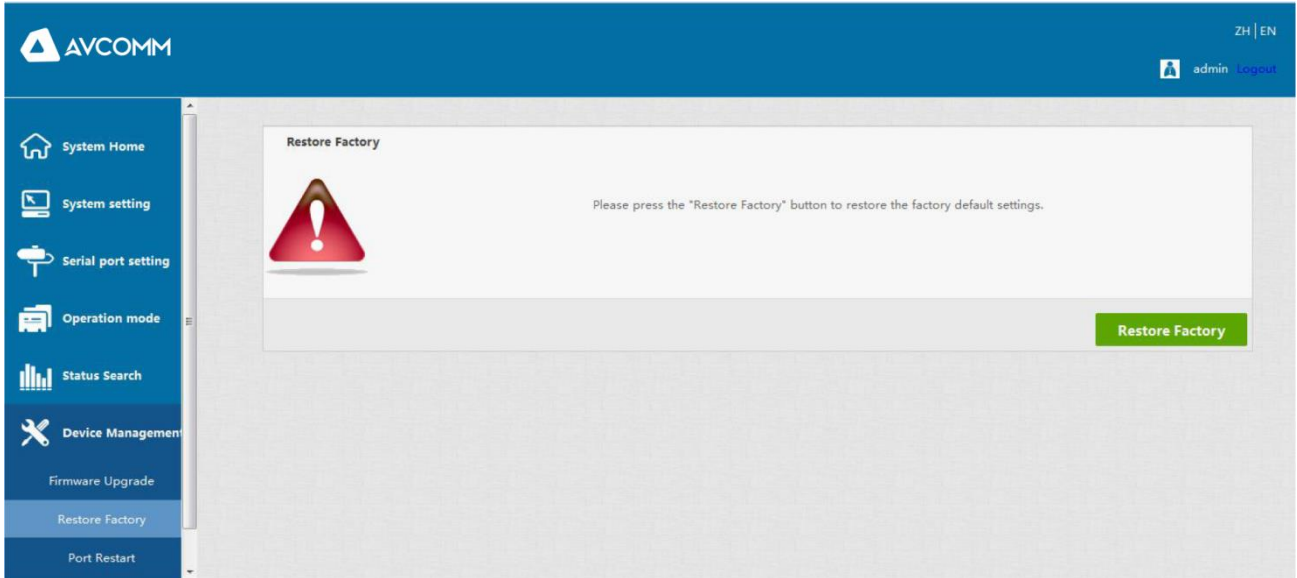 AVCOMM
ZH | EN
admin Logout
System Home
System setting
Serial port setting
Operation mode
Status Search
Device Management
Firmware Upgrade
Restore Factory
Port Restart
Restore Factory
Please press the "Restore Factory" button to restore the factory default settings.
Restore Factory